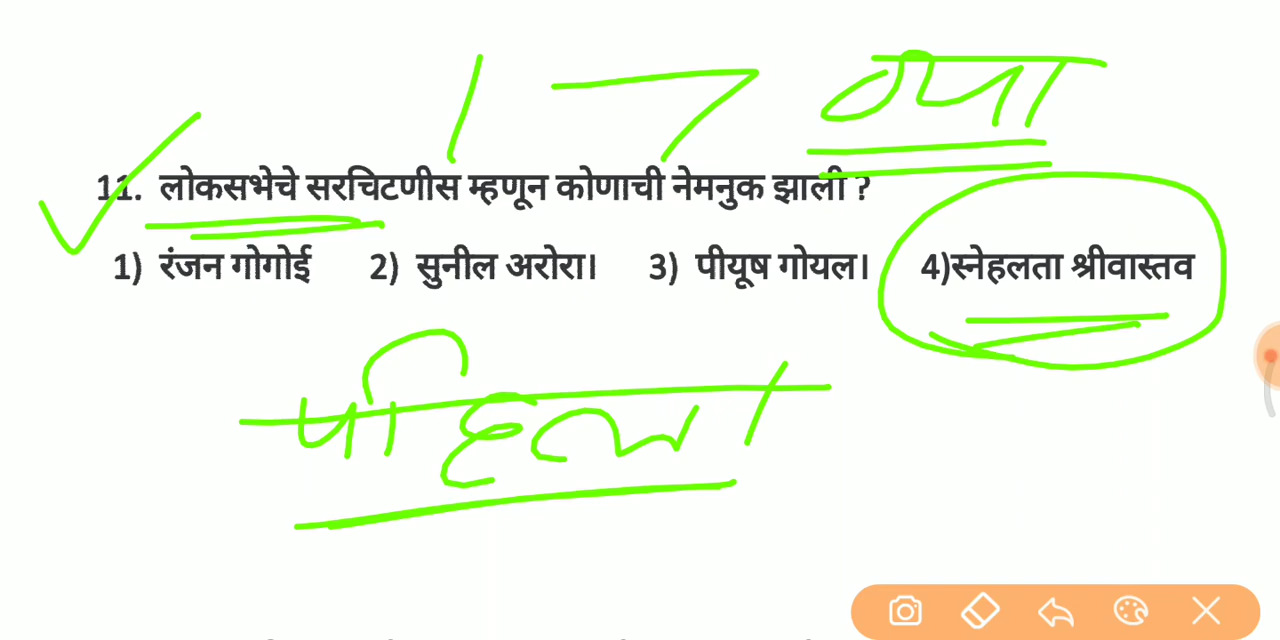 17 व्या
11. लोकसभेचे सरचिटणीस म्हणून कोणाची नेमनुक झाली ?
1) रंजन गोगोई 2) सुनील अरोरा। 3) पीयूष गोयल। 4)स्नेहलता श्रीवास्तव
पहिल्या